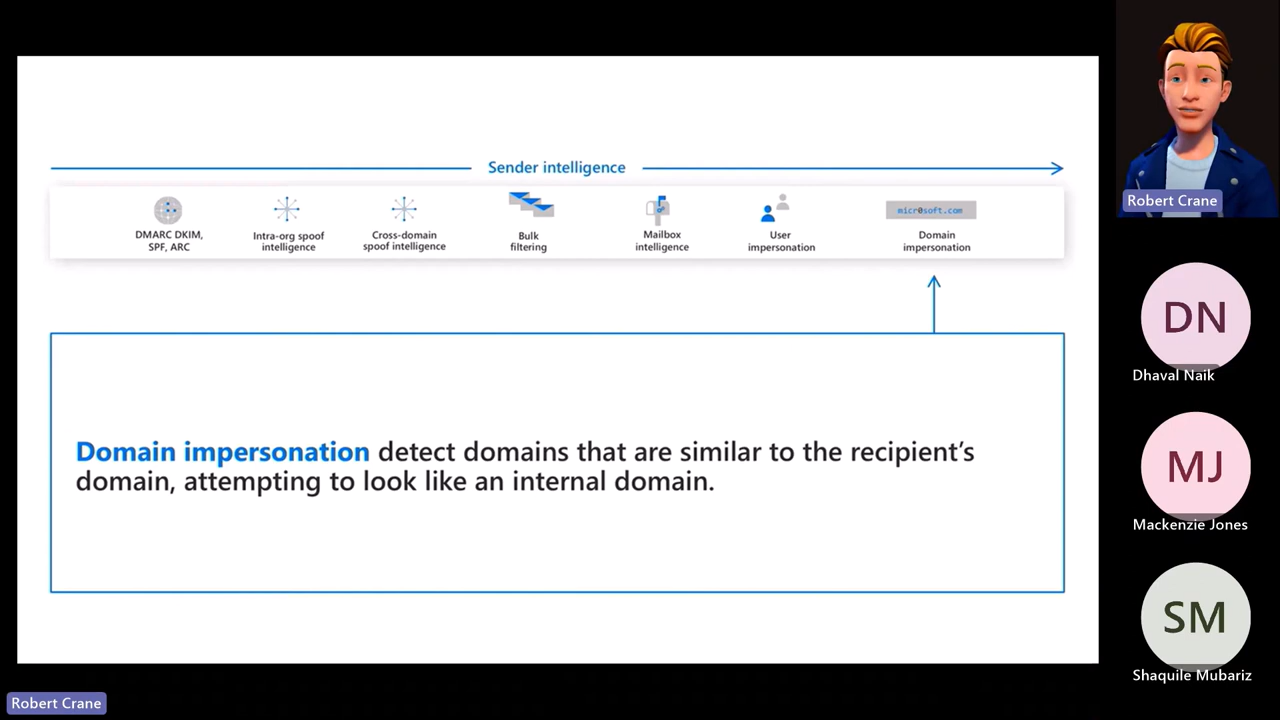 Sender intelligence
DMARC DKIM,
SPF, ARC
Intra-org spoof
intelligence
Cross-domain
spoof intelligence
Bulk
filtering
Mailbox
intelligence
User
impersonation
micr0soft.com
Domain
impersonation
Domain impersonation detect domains that are similar to the recipient’s
domain, attempting to look like an internal domain.
Robert Crane
DN
Dhaval Naik
MJ
Mackenzie Jones
SM
Shaquile Mubariz
Robert Crane